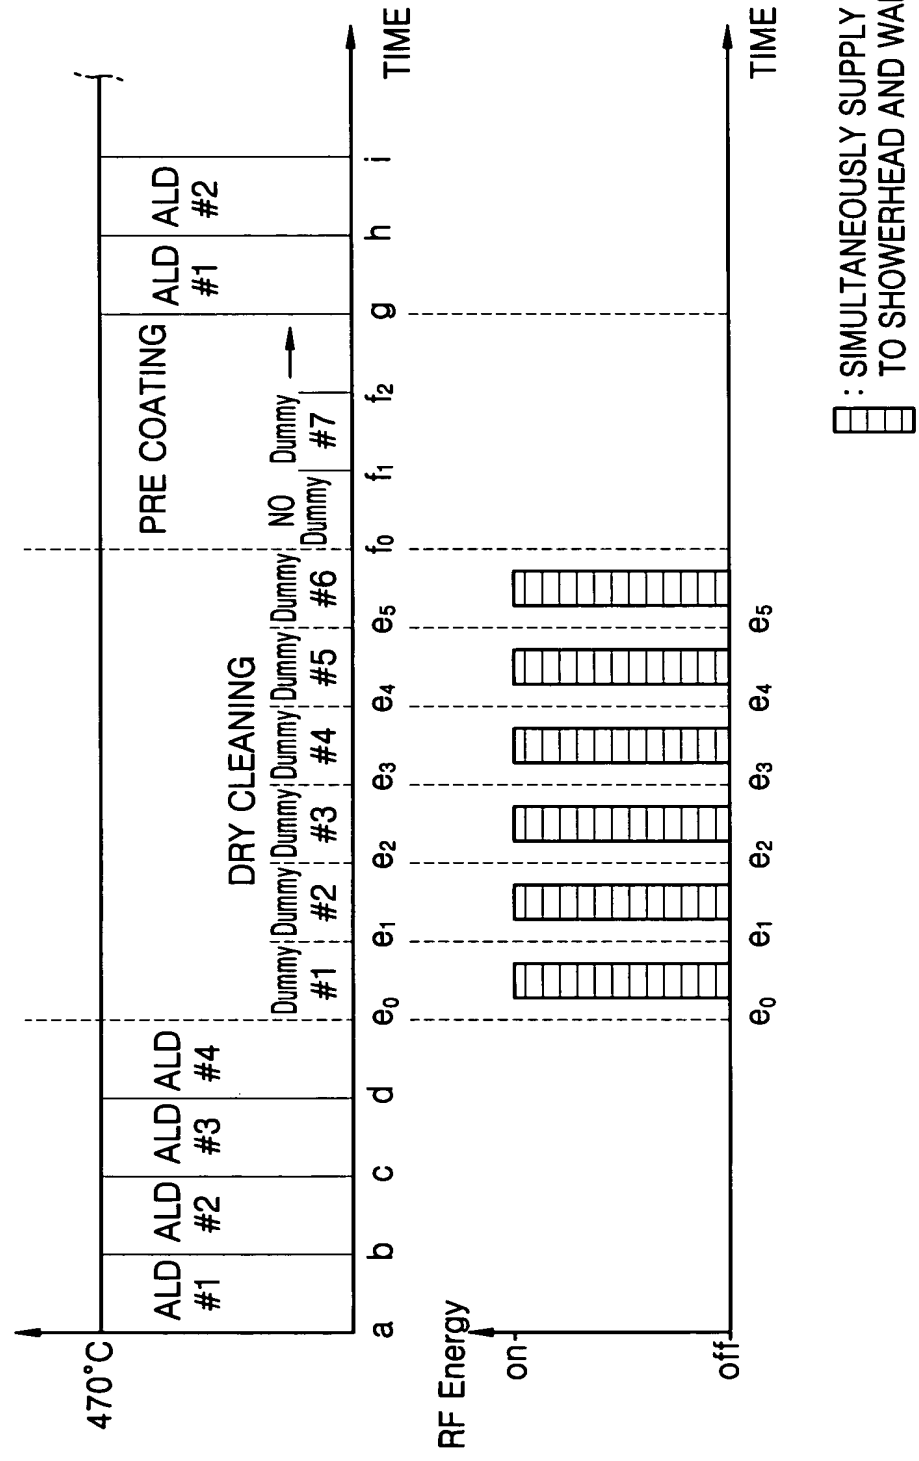 470°C
ALD #1
ALD #2
ALD #3
ALD #4
DRY CLEANING
Dummy #1
Dummy #2
Dummy #3
Dummy #4
Dummy #5
Dummy #6
PRE COATING
NO Dummy
Dummy #7
ALD #1
ALD #2
a b c d e0 e1 e2 e3 e4 e5 f0 f1 f2 g h i
TIME
RF Energy
on
off
e0 e1 e2 e3 e4 e5
TIME
: SIMULTANEOUSLY SUPPLY
TO SHOWERHEAD AND